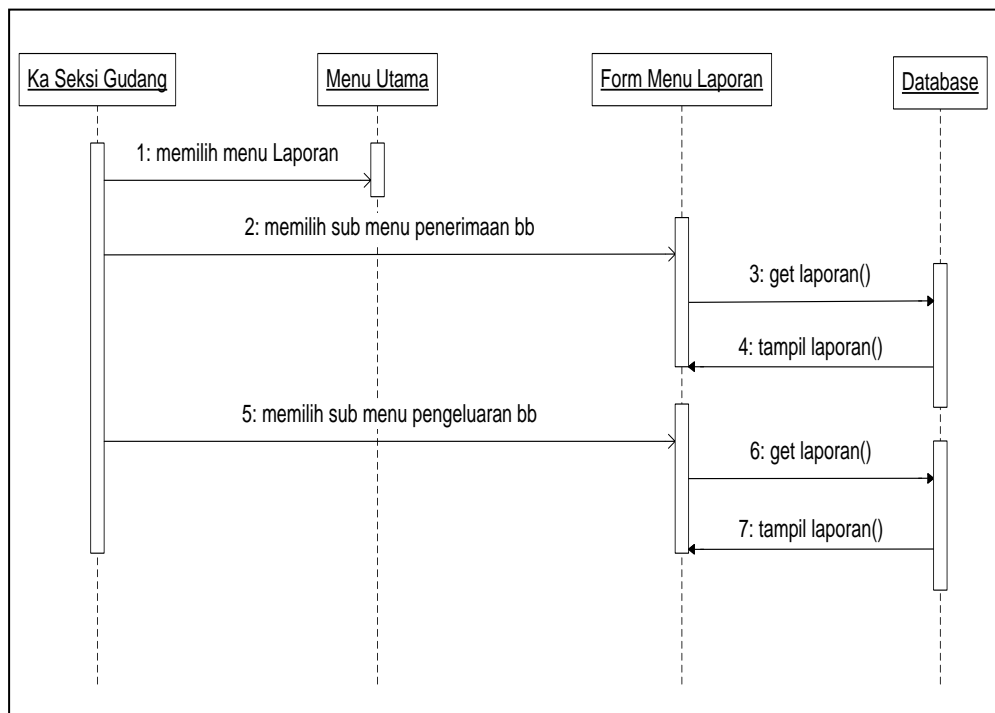 Ka Seksi Gudang
Menu Utama
Form Menu Laporan
Database
1: memilih menu Laporan
2: memilih sub menu penerimaan bb
3: get laporan()
4: tampil laporan()
5: memilih sub menu pengeluaran bb
6: get laporan()
7: tampil laporan()